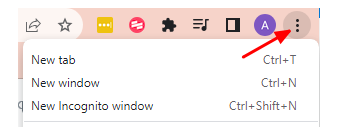 A
New tab Ctrl+T
New window Ctrl+N
New Incognito window Ctrl+Shift+N